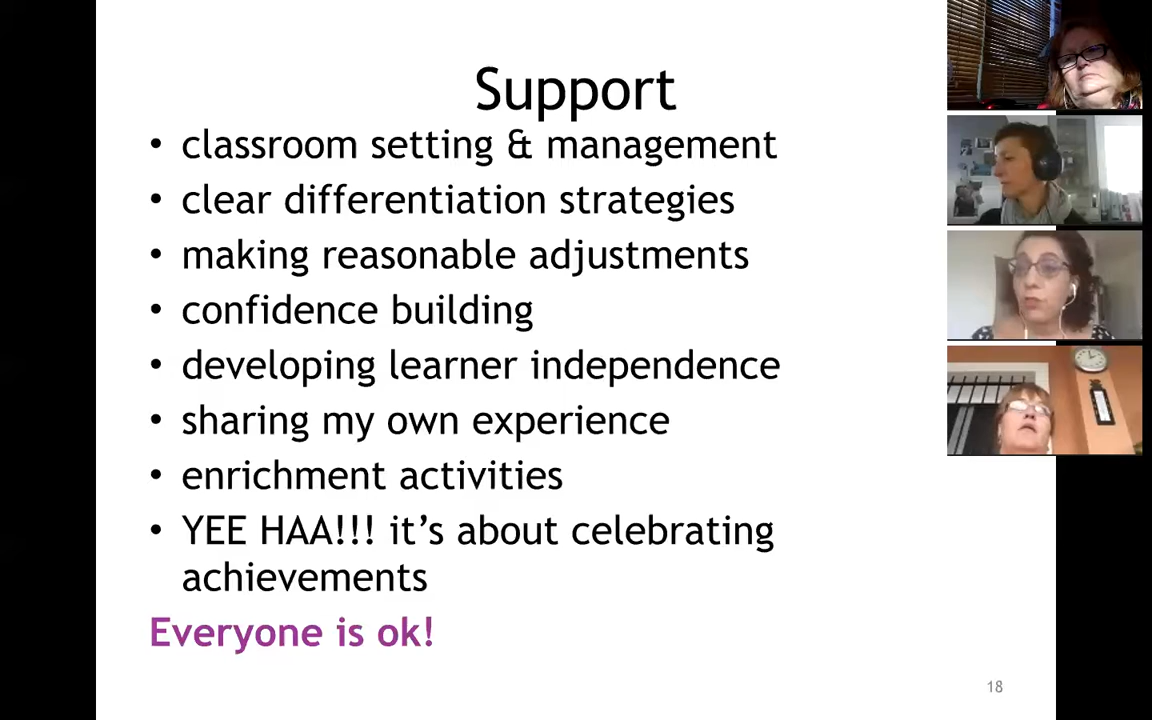 Support
• classroom setting & management
• clear differentiation strategies
• making reasonable adjustments
• confidence building
• developing learner independence
• sharing my own experience
• enrichment activities
• YEE HAA!!! it’s about celebrating
achievements
Everyone is ok!
18